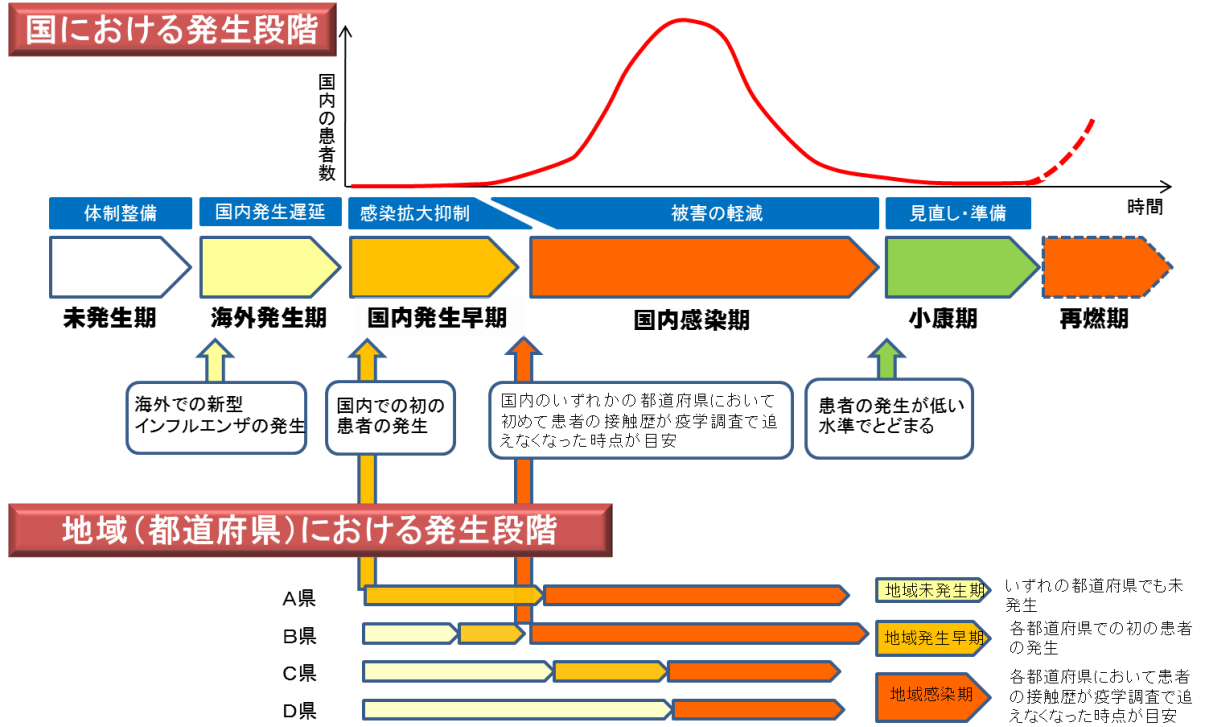 国における発生段階
国内の患者数
時間
体制整備
国内発生遅延
感染拡大抑制
被害の軽減
見直し・準備
未発生期
海外発生期
国内発生早期
国内感染期
小康期
再燃期
海外での新型
インフルエンザの発生
国内での初の
患者の発生
国内のいずれかの都道府県において
初めて患者の接触歴が疫学調査で追
えなくなった時点が目安
患者の発生が低い
水準でとどまる
地域(都道府県)における発生段階
A県
B県
C県
D県
地域未発生期
いずれの都道府県でも未
発生
地域発生早期
各都道府県での初の患者
の発生
地域感染期
各都道府県において患者
の接触歴が疫学調査で追
えなくなった時点が目安